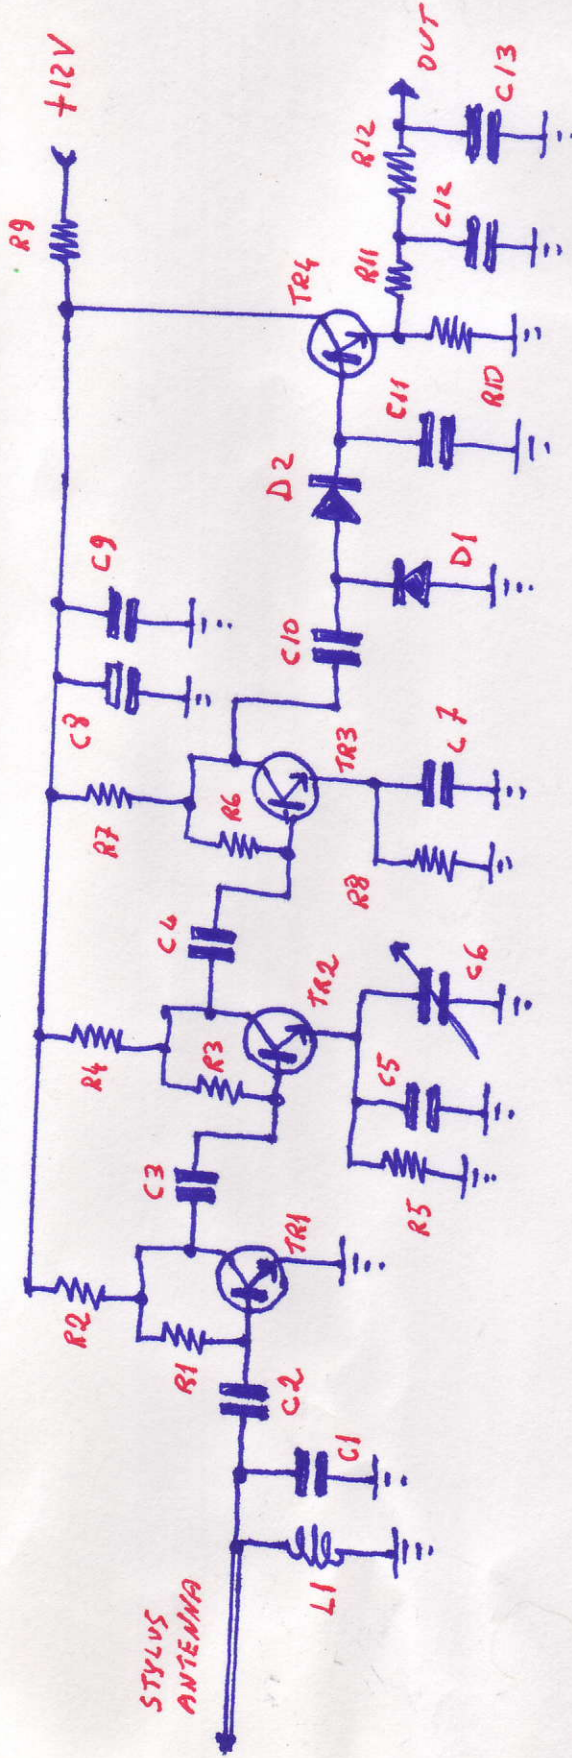 STYLUS
ANTENNA
L1
C1
C2
R1
R2
TR1
C3
R3
R4
TR2
R5
C5
C6
C4
R6
R7
TR3
R8
C7
C8
C9
C10
D1
D2
C11
TR4
R10
R11
C12
R12
C13
OUT
R9
+12V